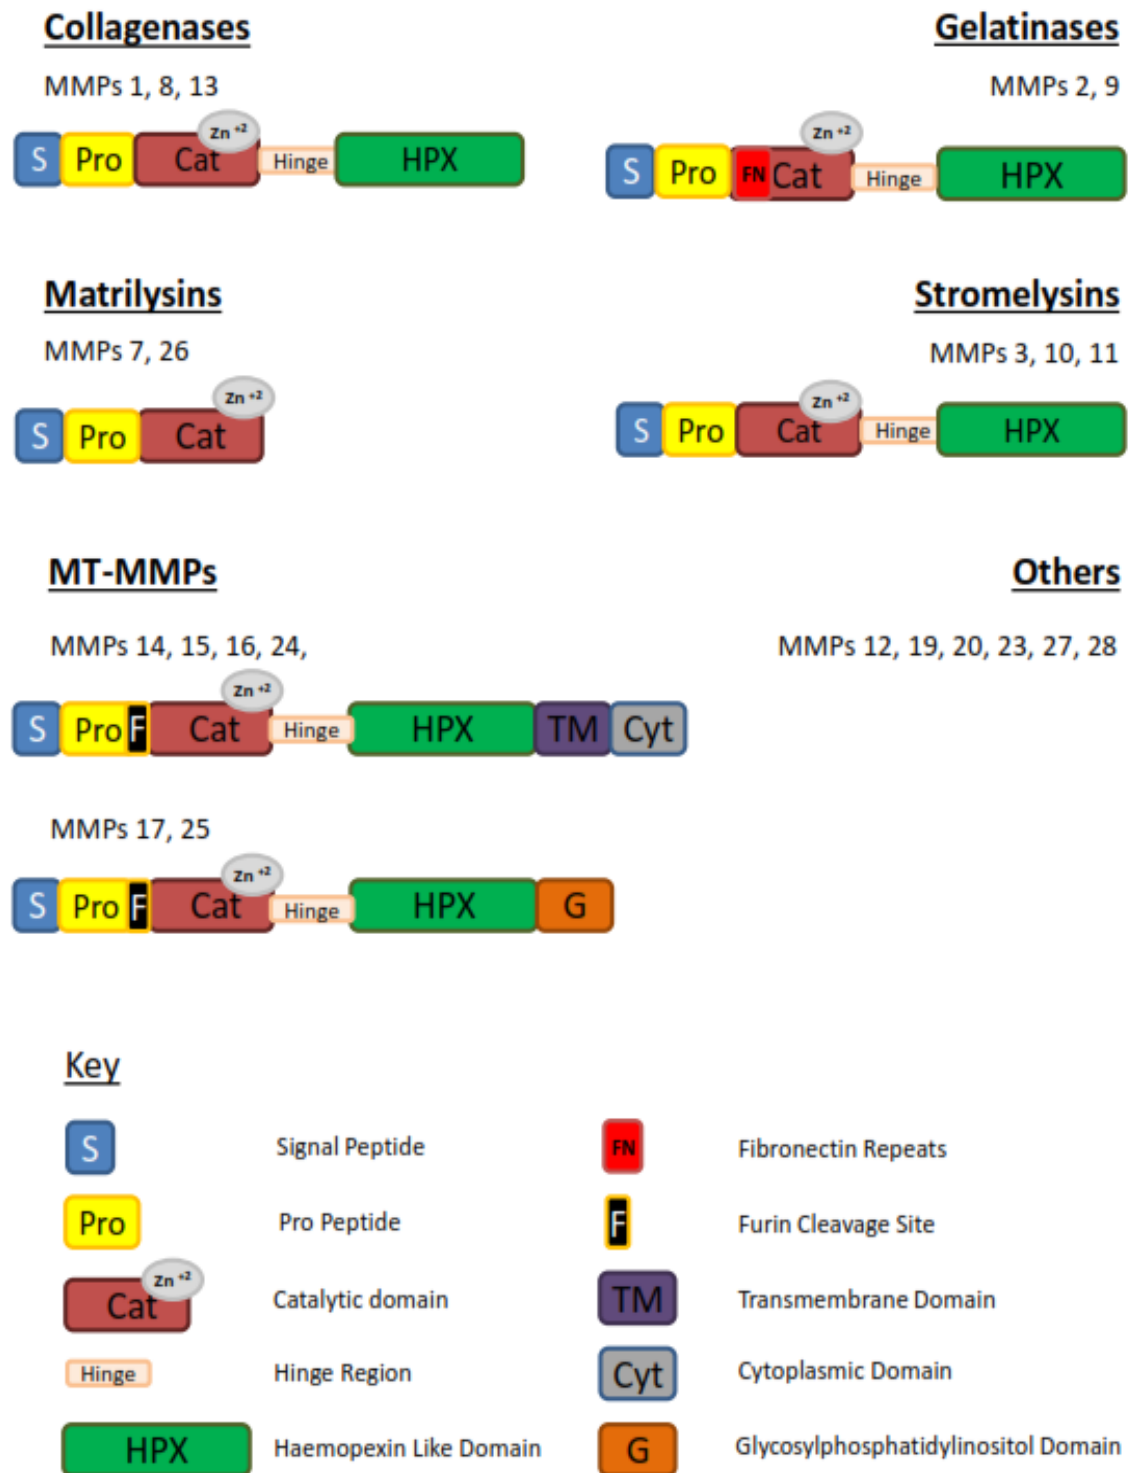 Collagenases
MMPs 1, 8, 13
S Pro Cat Zn +2 Hinge HPX
Gelatinases
MMPs 2, 9
S Pro FN Cat Zn +2 Hinge HPX
Matrilysins
MMPs 7, 26
S Pro Cat Zn +2
Stromelysins
MMPs 3, 10, 11
S Pro Cat Zn +2 Hinge HPX
MT-MMPs
MMPs 14, 15, 16, 24,
S Pro F Cat Zn +2 Hinge HPX TM Cyt
MMPs 17, 25
S Pro F Cat Zn +2 Hinge HPX G
Others
MMPs 12, 19, 20, 23, 27, 28
Key
S Signal Peptide
Pro Pro Peptide
Cat Zn +2 Catalytic domain
Hinge Hinge Region
HPX Haemopexin Like Domain
FN Fibronectin Repeats
F Furin Cleavage Site
TM Transmembrane Domain
Cyt Cytoplasmic Domain
G Glycosylphosphatidylinositol Domain